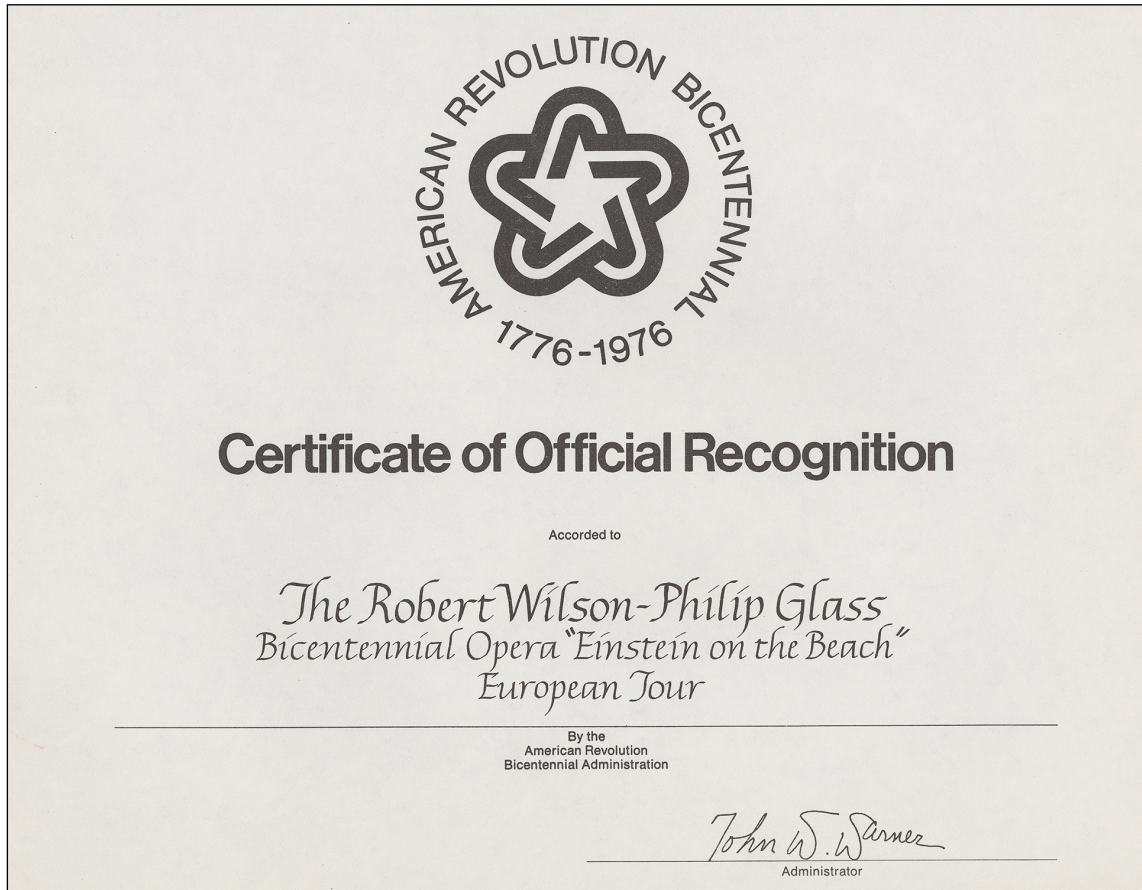 AMERICAN REVOLUTION BICENTENNIAL
1776-1976
Certificate of Official Recognition
Accorded to
The Robert Wilson-Philip Glass
Bicentennial Opera "Einstein on the Beach"
European Tour
By the
American Revolution
Bicentennial Administration
John W. Warner
Administrator